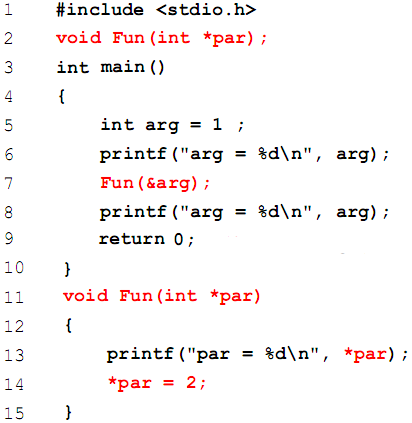 1 #include <stdio.h>
2 void Fun(int *par);
3 int main()
4 {
5 int arg = 1 ;
6 printf("arg = %d\n", arg);
7 Fun(&arg);
8 printf("arg = %d\n", arg);
9 return 0;
10 }
11 void Fun(int *par)
12 {
13 printf("par = %d\n", *par);
14 *par = 2;
15 }